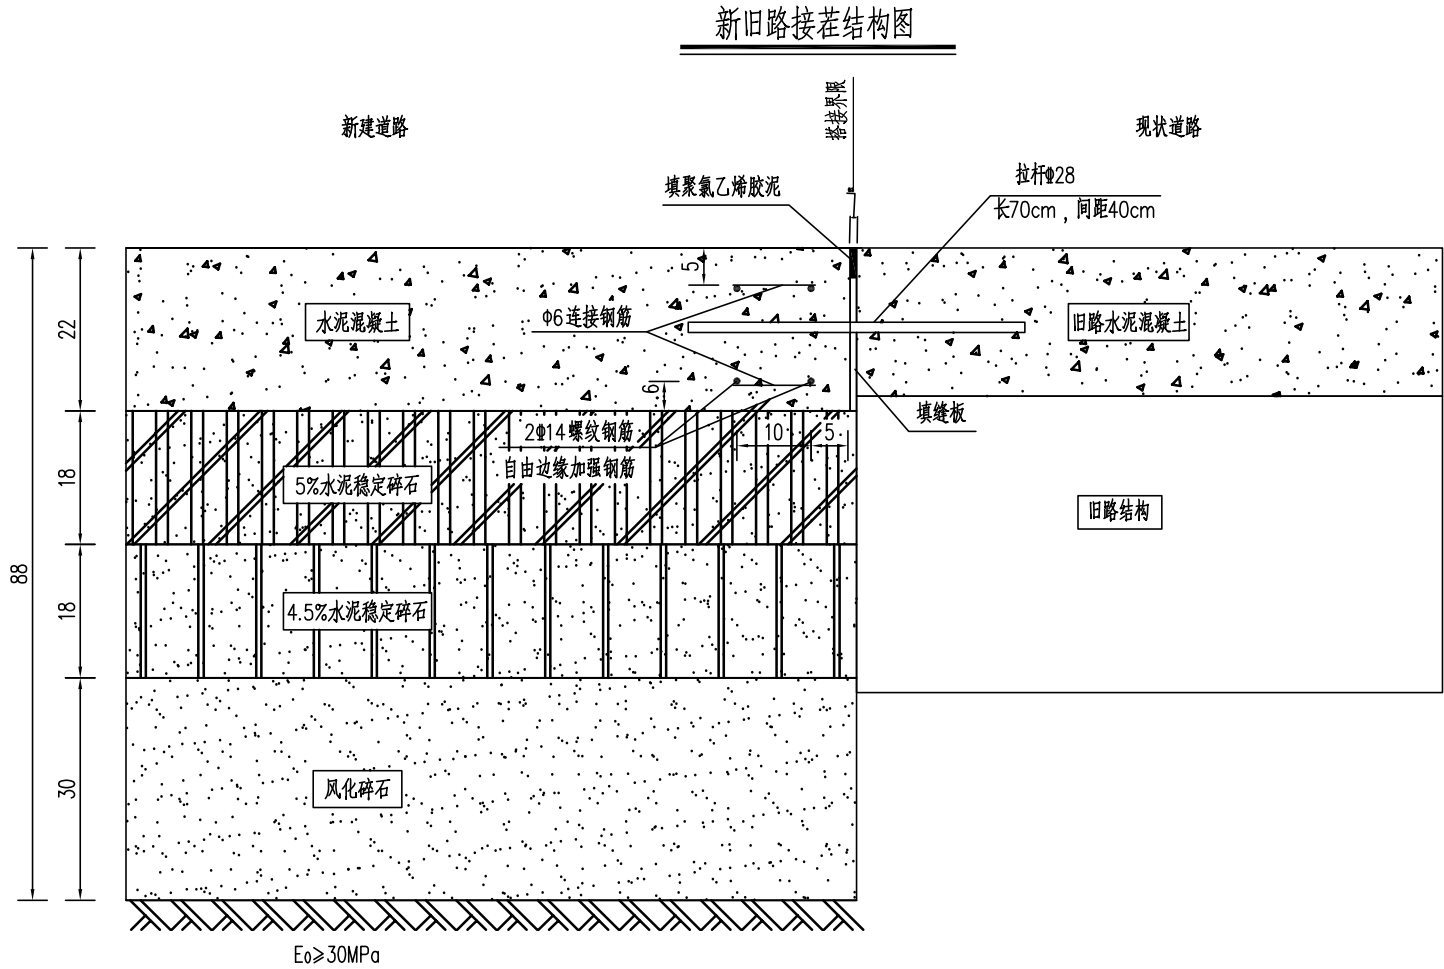 新旧路接茬结构图
新建道路
搭接界限
现状道路
填聚氯乙烯胶泥
拉杆Φ28
长70cm，间距40cm
5
水泥混凝土
Φ6连接钢筋
旧路水泥混凝土
22
6
填缝板
2Φ14螺纹钢筋
10
5
自由边缘加强钢筋
18
5%水泥稳定碎石
旧路结构
88
18
4.5%水泥稳定碎石
30
风化碎石
E₀≥30MPa